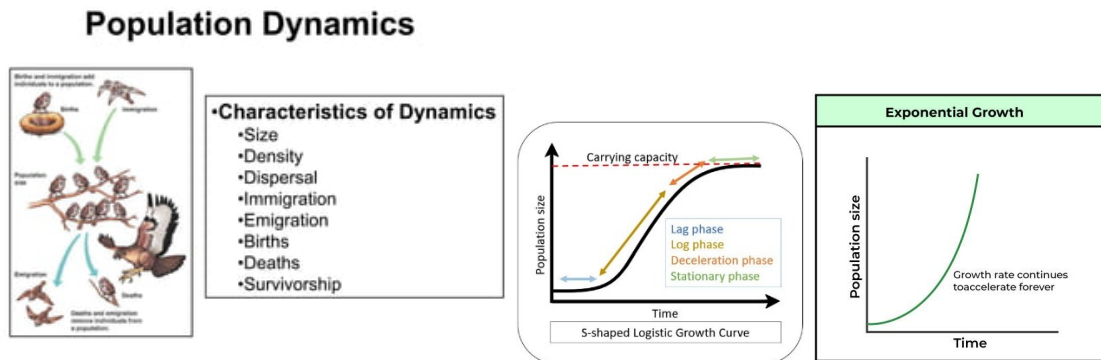 Population Dynamics
Births and immigration add
individuals to a population.
Births
Immigration
Population
size
Emigration
Deaths
Deaths and emigration
remove individuals from
a population.
•Characteristics of Dynamics
•Size
•Density
•Dispersal
•Immigration
•Emigration
•Births
•Deaths
•Survivorship
Carrying capacity
Population size
Lag phase
Log phase
Deceleration phase
Stationary phase
Time
S-shaped Logistic Growth Curve
Exponential Growth
Population size
Growth rate continues
toaccelerate forever
Time